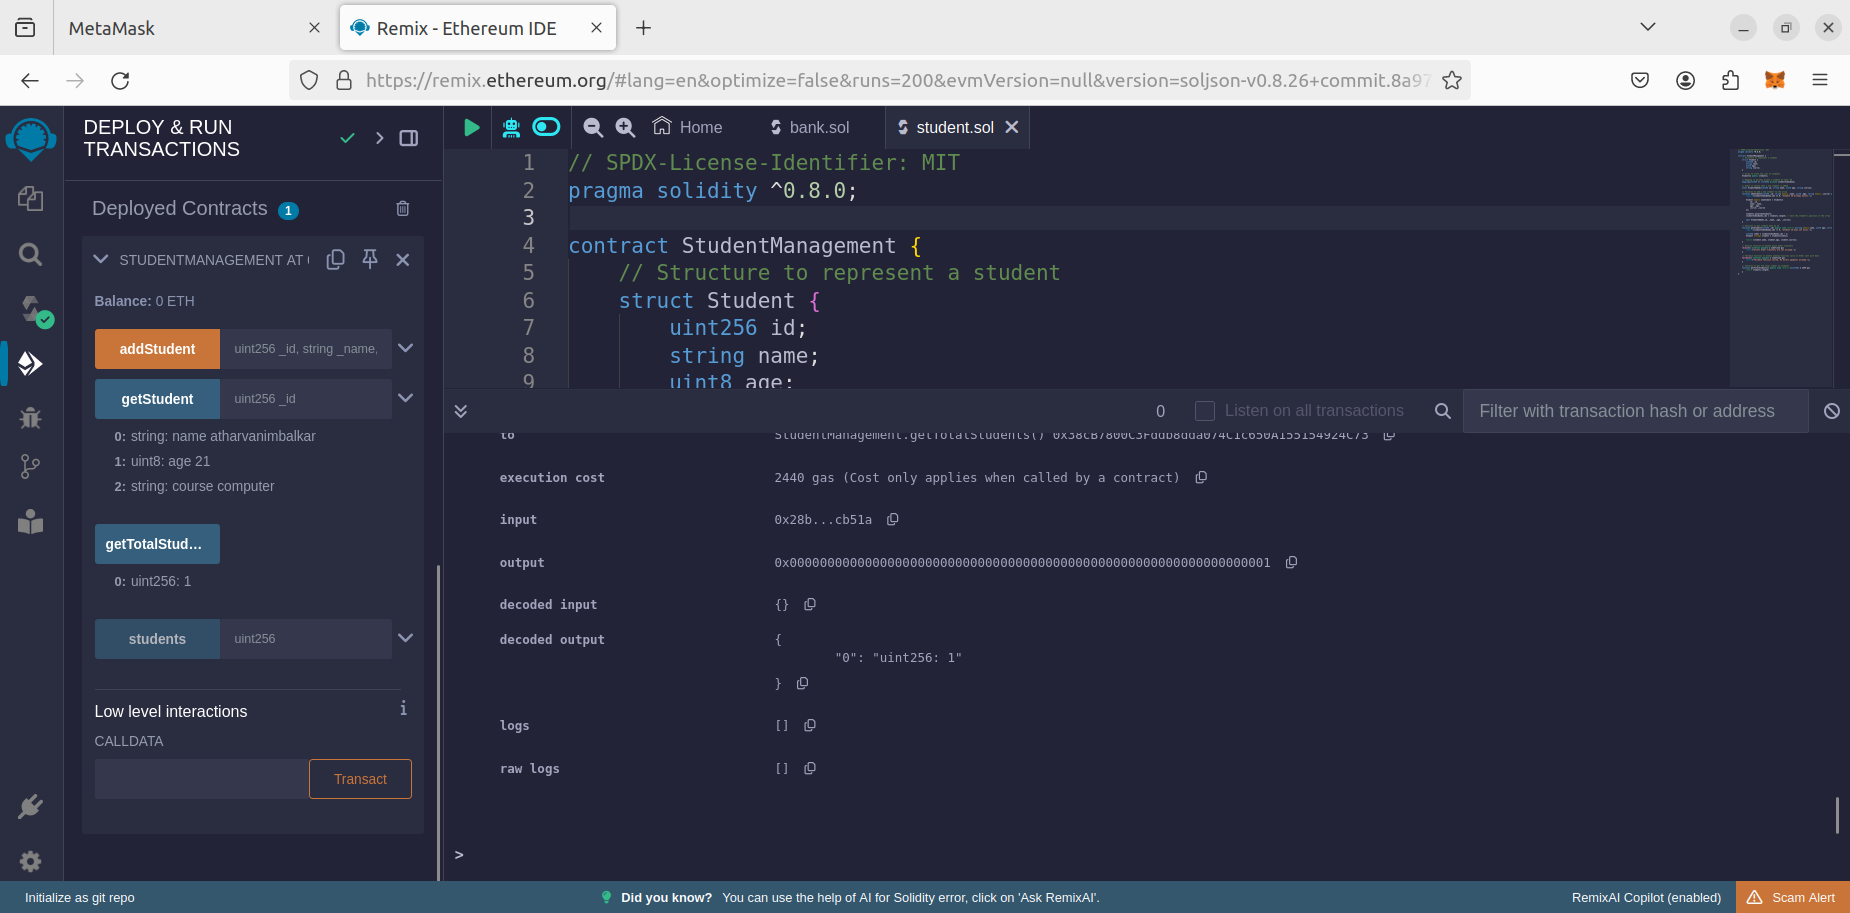 MetaMask
Remix - Ethereum IDE
https://remix.ethereum.org/#lang=en&optimize=false&runs=200&evmVersion=null&version=soljson-v0.8.26+commit.8a97
DEPLOY & RUN
TRANSACTIONS
Home
bank.sol
student.sol
Deployed Contracts 1
STUDENTMANAGEMENT AT
Balance: 0 ETH
addStudent uint256 _id, string _name,
getStudent uint256 _id
0: string: name atharvanimbalkar
1: uint8: age 21
2: string: course computer
getTotalStud...
0: uint256: 1
students uint256
Low level interactions
CALLDATA
Transact
1 // SPDX-License-Identifier: MIT
2 pragma solidity ^0.8.0;
3
4 contract StudentManagement {
5 // Structure to represent a student
6 struct Student {
7 uint256 id;
8 string name;
9 uint8 age;
0 Listen on all transactions Filter with transaction hash or address
to StudentManagement.getTotalStudents() 0x38cB7800C3Fddb8dda074C1c650A155154924C73
execution cost 2440 gas (Cost only applies when called by a contract)
input 0x28b...cb51a
output 0x0000000000000000000000000000000000000000000000000000000000000001
decoded input {}
decoded output {
"0": "uint256: 1"
}
logs []
raw logs []
>
Initialize as git repo
Did you know? You can use the help of AI for Solidity error, click on 'Ask RemixAI'.
RemixAI Copilot (enabled)
Scam Alert